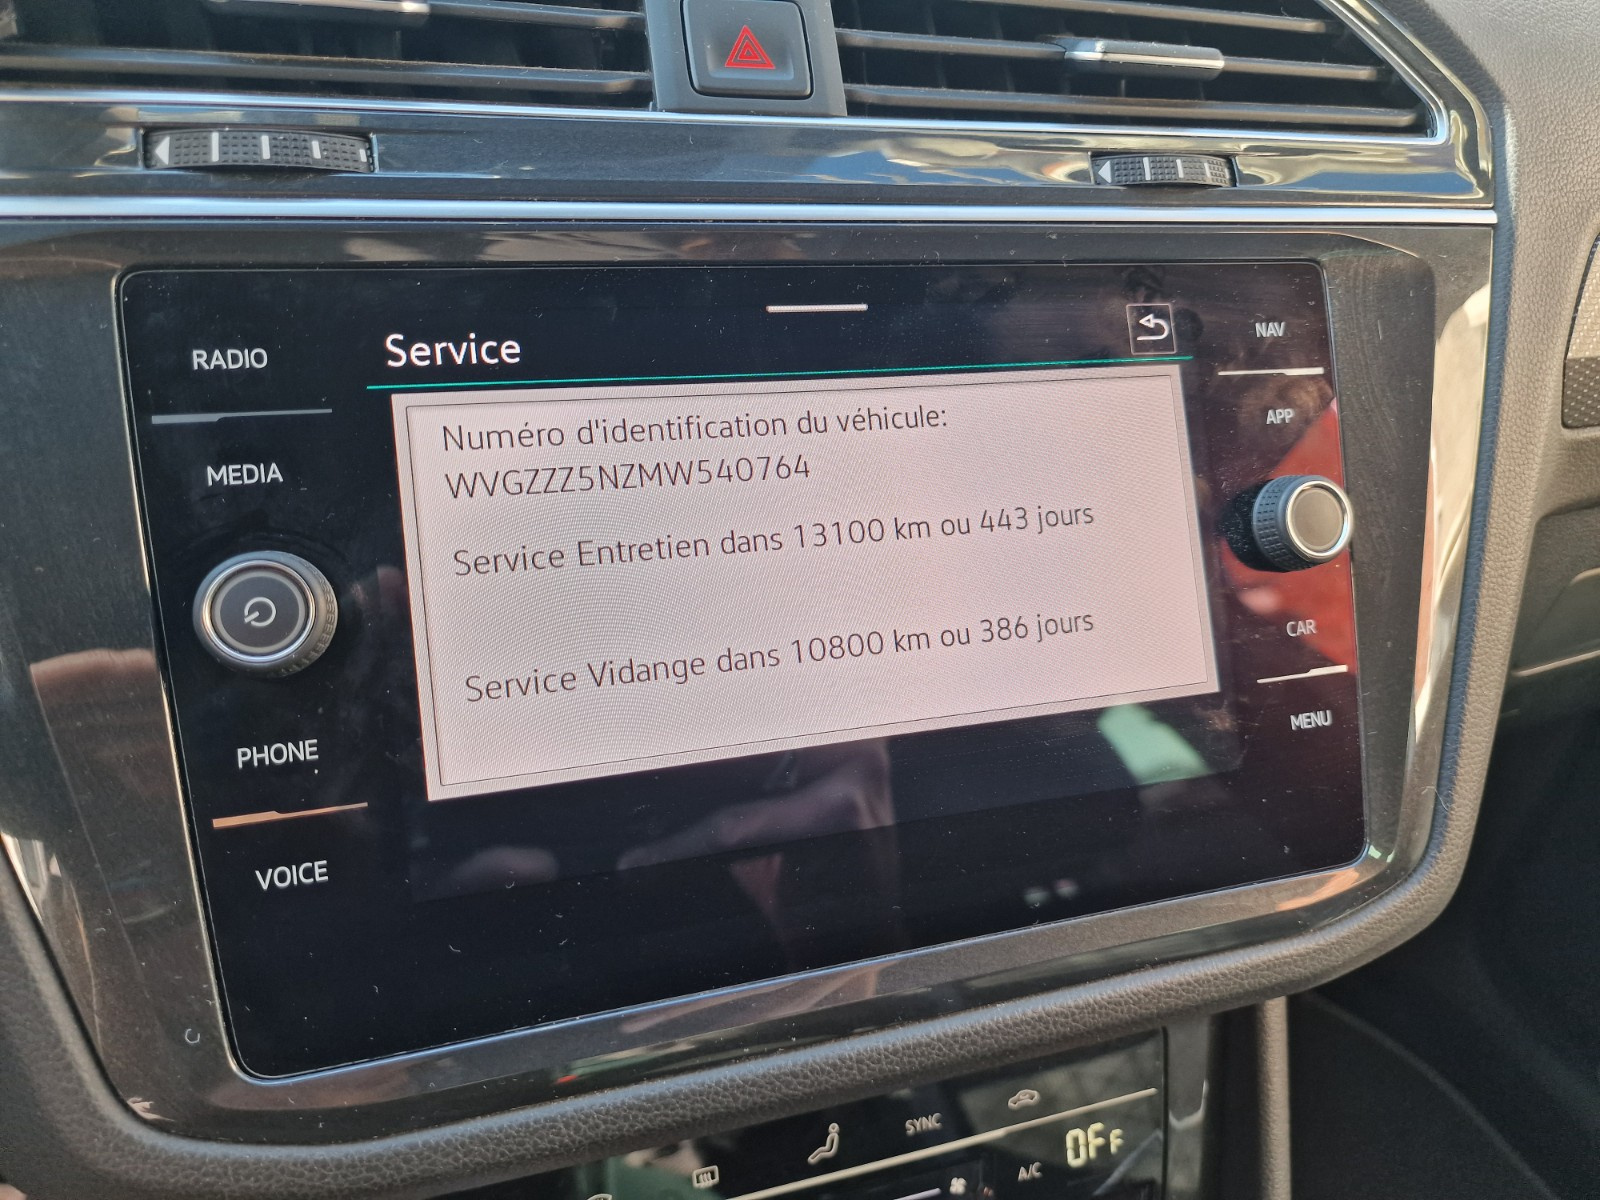 Service
RADIO
MEDIA
PHONE
VOICE
Numéro d'identification du véhicule:
WVGZZZ5NZMW540764
Service Entretien dans 13100 km ou 443 jours
Service Vidange dans 10800 km ou 386 jours
NAV
APP
CAR
MENU
SYNC
A/C
OFF